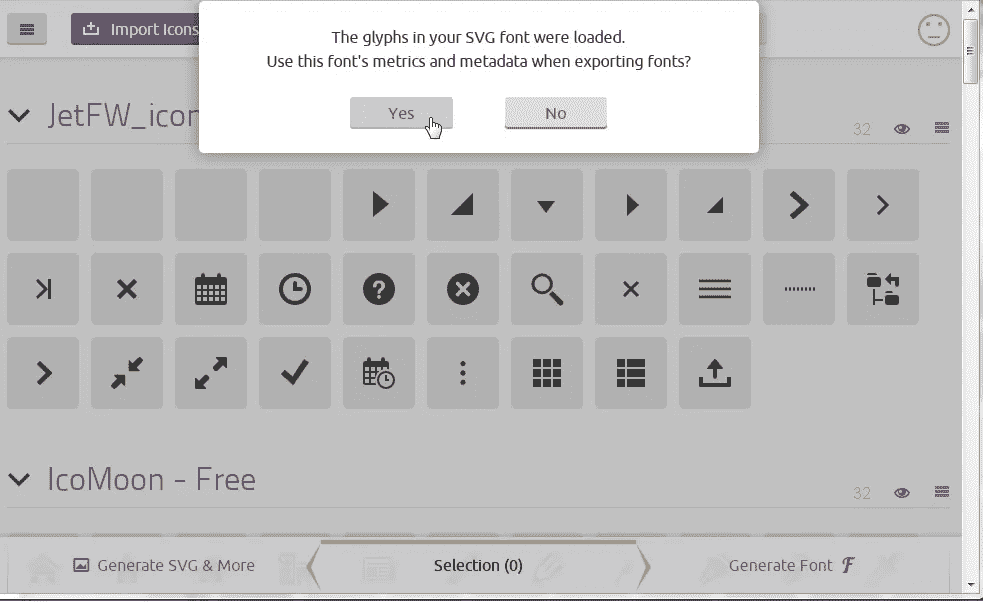 The glyphs in your SVG font were loaded.
Use this font's metrics and metadata when exporting fonts?
Yes
No
Import Icons
JetFW_icon
32
IcoMoon - Free
32
Generate SVG & More
Selection (0)
Generate Font